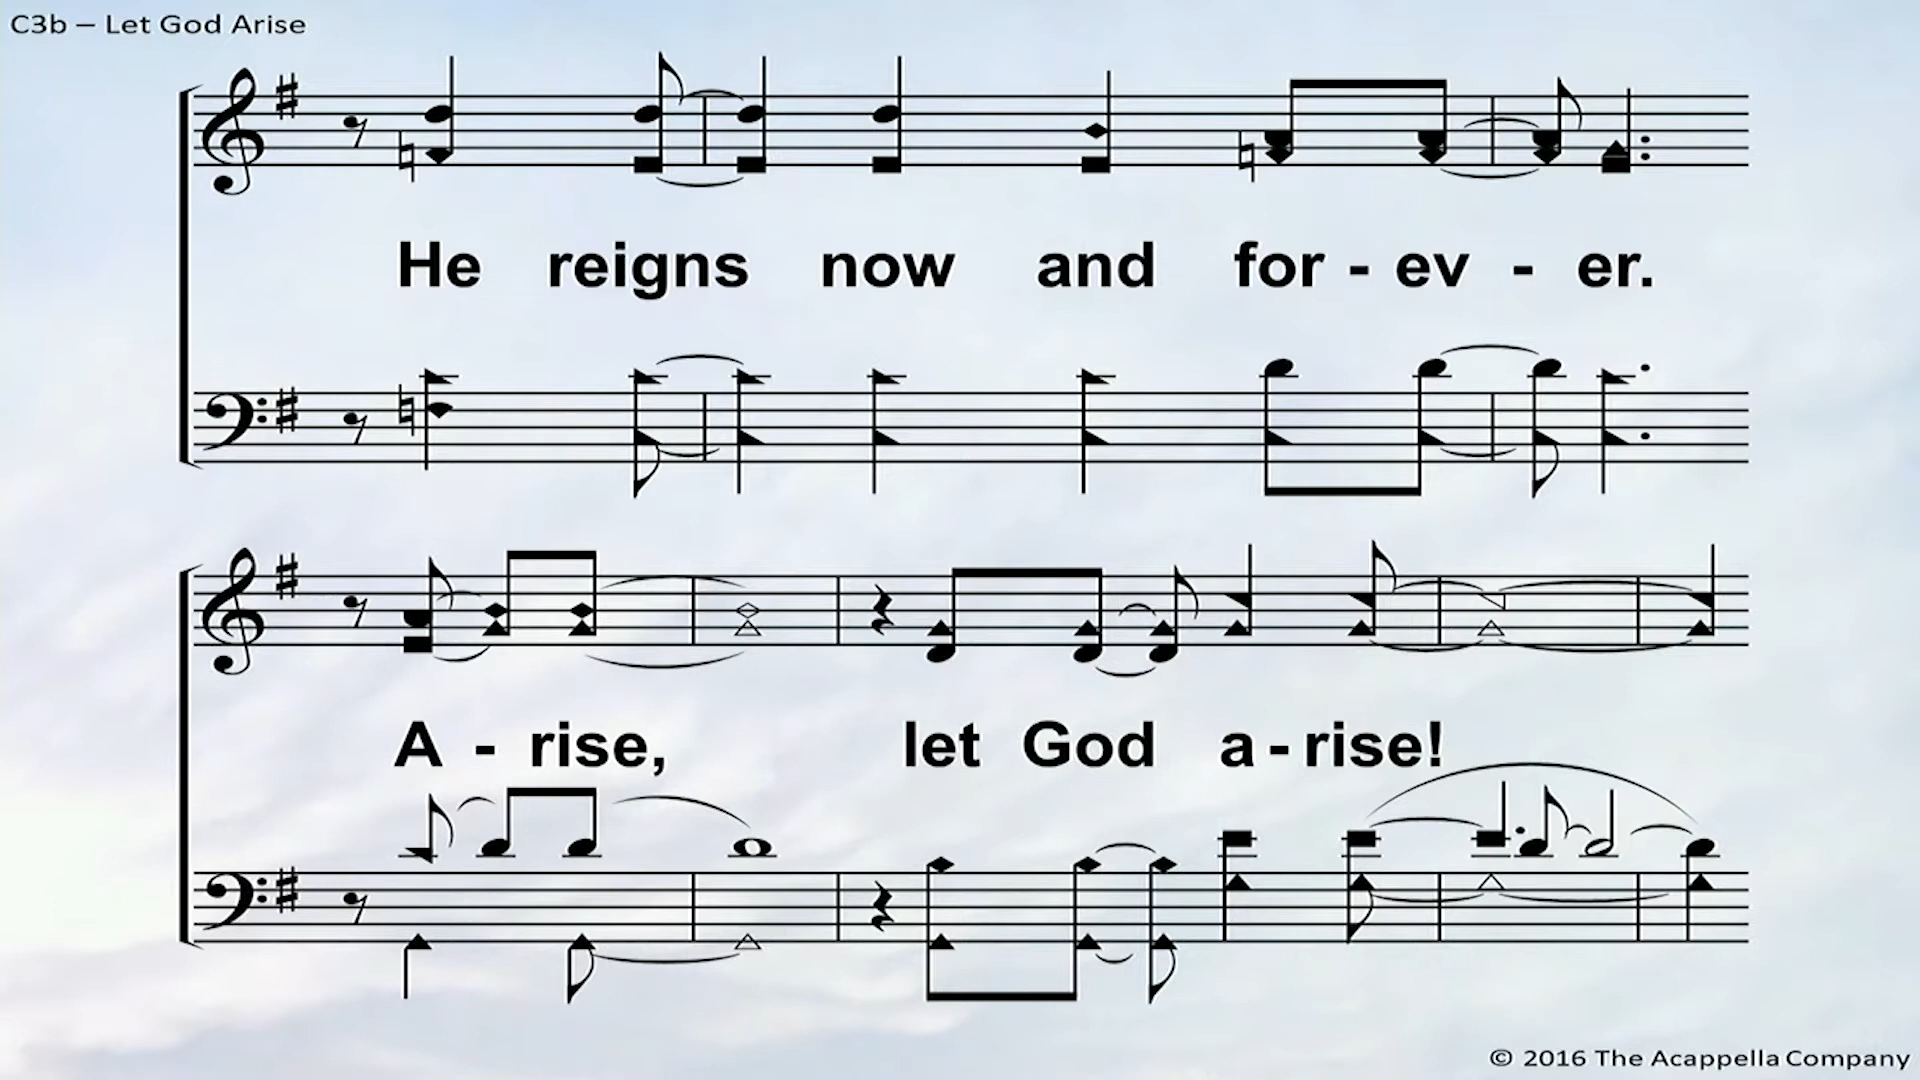 C3b – Let God Arise
He reigns now and for - ev - er.
A - rise, let God a - rise!
© 2016 The Acappella Company